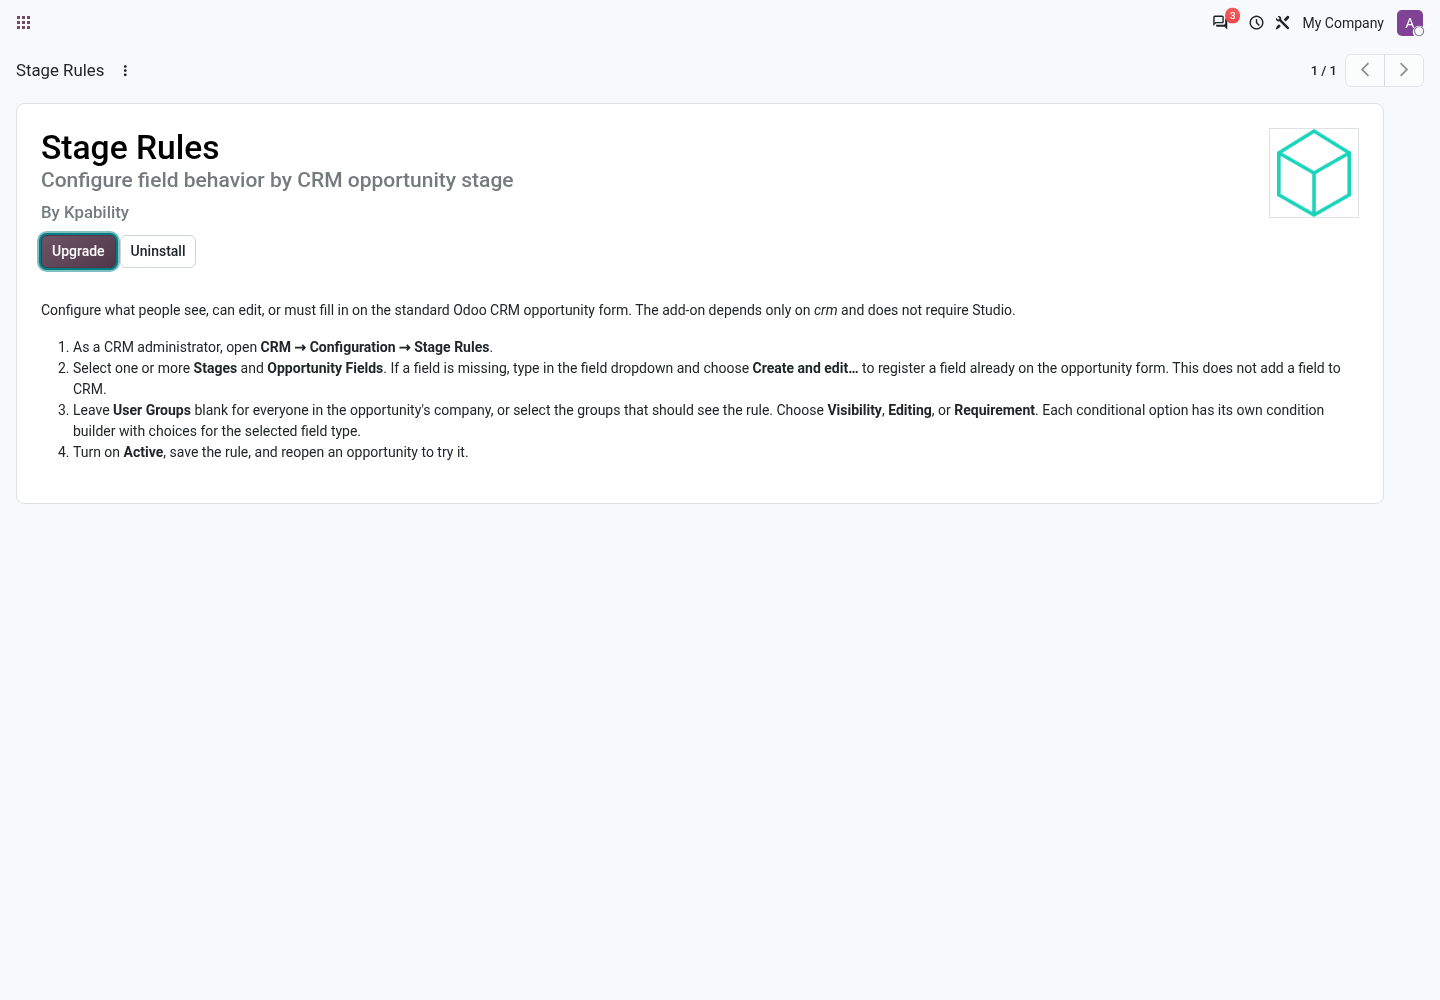 3
My Company
A
Stage Rules
1 / 1
Stage Rules
Configure field behavior by CRM opportunity stage
By Kpability
Upgrade
Uninstall
Configure what people see, can edit, or must fill in on the standard Odoo CRM opportunity form. The add-on depends only on crm and does not require Studio.
1. As a CRM administrator, open CRM → Configuration → Stage Rules.
2. Select one or more Stages and Opportunity Fields. If a field is missing, type in the field dropdown and choose Create and edit... to register a field already on the opportunity form. This does not add a field to
CRM.
3. Leave User Groups blank for everyone in the opportunity's company, or select the groups that should see the rule. Choose Visibility, Editing, or Requirement. Each conditional option has its own condition
builder with choices for the selected field type.
4. Turn on Active, save the rule, and reopen an opportunity to try it.